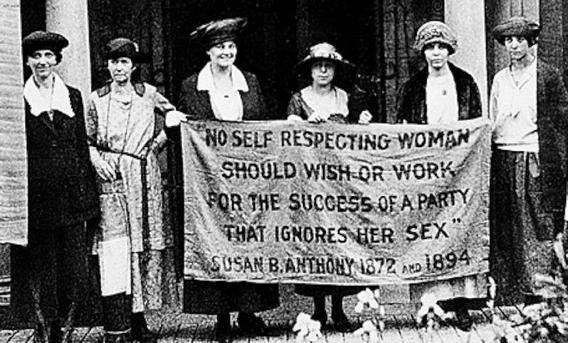 "NO SELF RESPECTING WOMAN
SHOULD WISH OR WORK
FOR THE SUCCESS OF A PARTY
THAT IGNORES HER SEX"
SUSAN B. ANTHONY 1872 AND 1894